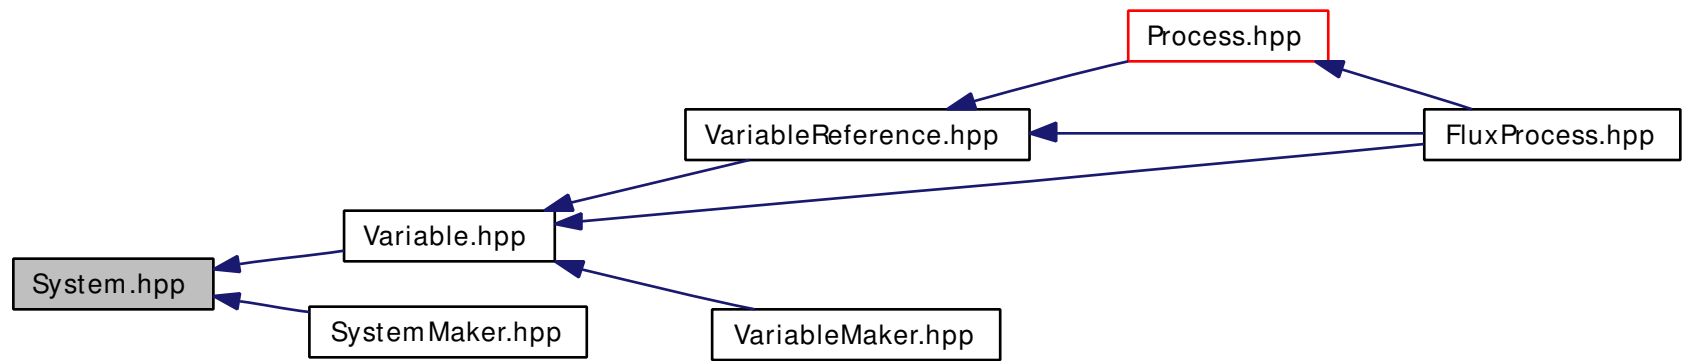 Process.hpp
VariableReference.hpp
FluxProcess.hpp
Variable.hpp
System.hpp
SystemMaker.hpp
VariableMaker.hpp